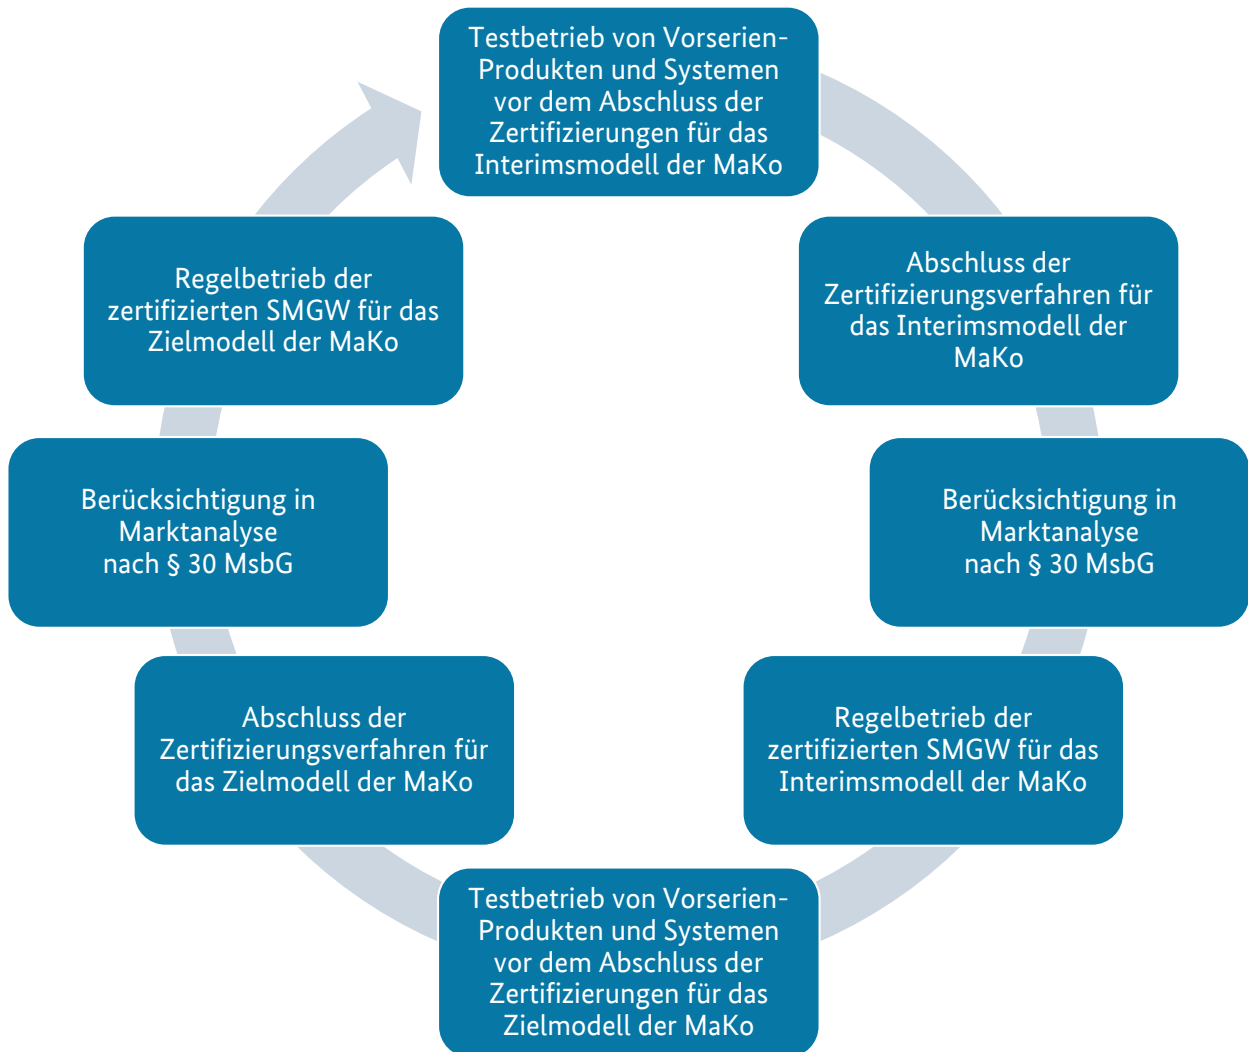 Testbetrieb von Vorserien-
Produkten und Systemen
vor dem Abschluss der
Zertifizierungen für das
Interimsmodell der MaKo
Abschluss der
Zertifizierungsverfahren für
das Interimsmodell der
MaKo
Berücksichtigung in
Marktanalyse
nach § 30 MsbG
Regelbetrieb der
zertifizierten SMGW für das
Interimsmodell der MaKo
Testbetrieb von Vorserien-
Produkten und Systemen
vor dem Abschluss der
Zertifizierungen für das
Zielmodell der MaKo
Abschluss der
Zertifizierungsverfahren für
das Zielmodell der MaKo
Berücksichtigung in
Marktanalyse
nach § 30 MsbG
Regelbetrieb der
zertifizierten SMGW für das
Zielmodell der MaKo